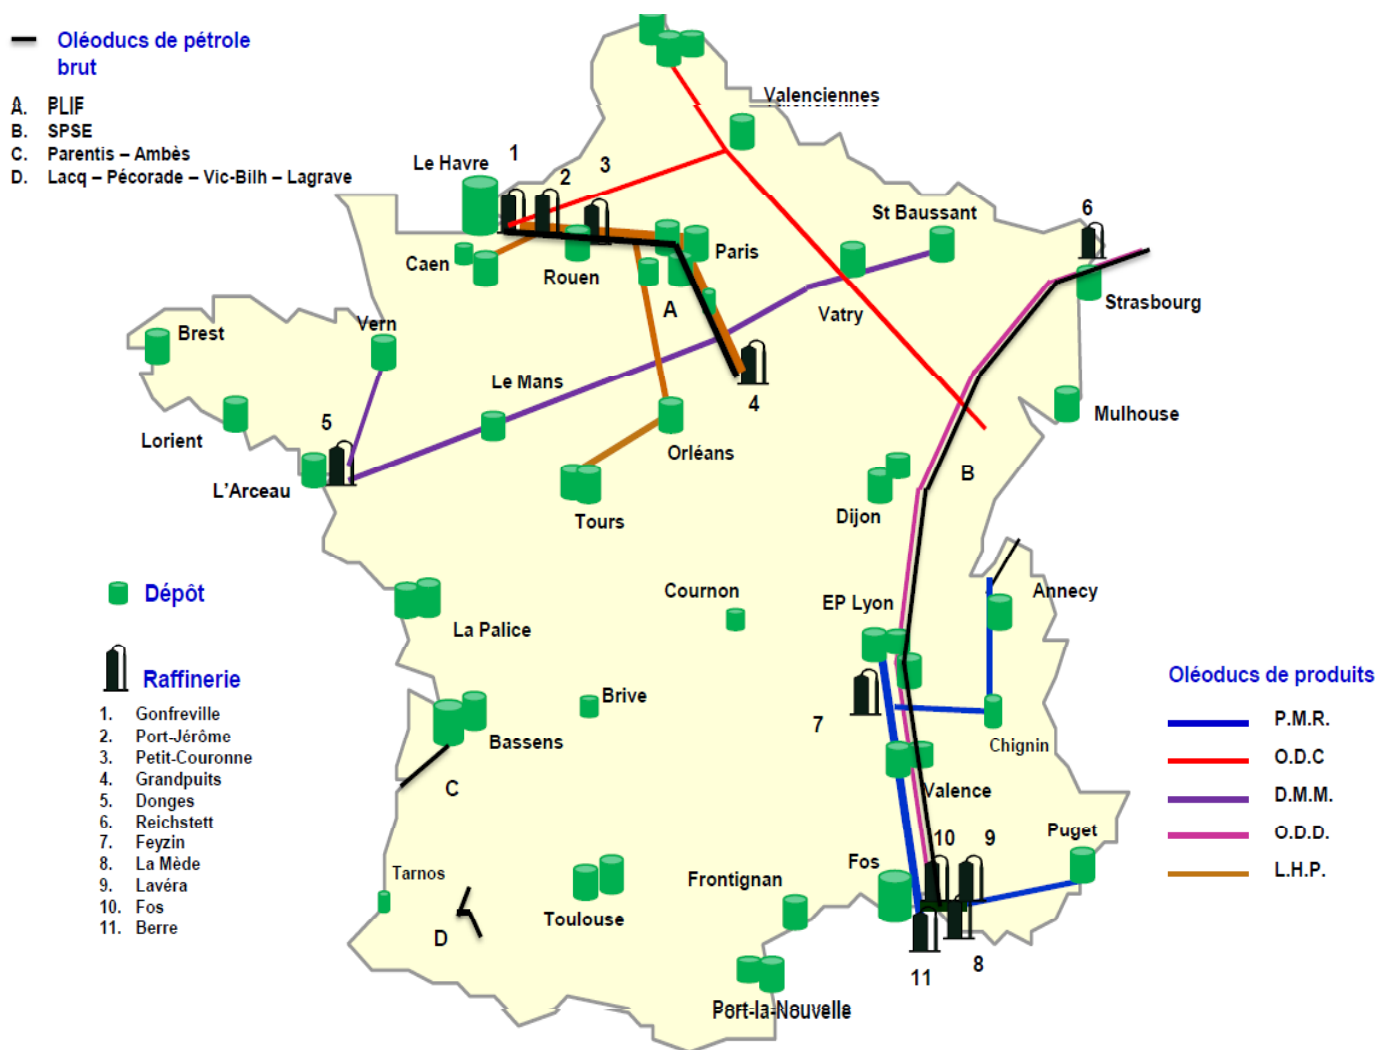 Oléoducs de pétrole
brut
A. PLIF
B. SPSE
C. Parentis – Ambès
D. Lacq – Pécorade – Vic-Bilh – Lagrave
Valenciennes
Le Havre
1
2
3
St Baussant
6
Caen
Rouen
Paris
A
Vatry
Strasbourg
Brest
Vern
Le Mans
4
Mulhouse
Lorient
5
Orléans
L'Arceau
B
Tours
Dijon
Dépôt
Cournon
EP Lyon
Annecy
La Palice
Raffinerie
1. Gonfreville
2. Port-Jérôme
3. Petit-Couronne
4. Grandpuits
5. Donges
6. Reichstett
7. Feyzin
8. La Mède
9. Lavéra
10. Fos
11. Berre
Brive
Bassens
7
Chignin
C
Valence
Oléoducs de produits
P.M.R.
O.D.C
D.M.M.
O.D.D.
L.H.P.
10
9
Puget
Fos
Tarnos
Frontignan
Toulouse
D
11
8
Port-la-Nouvelle